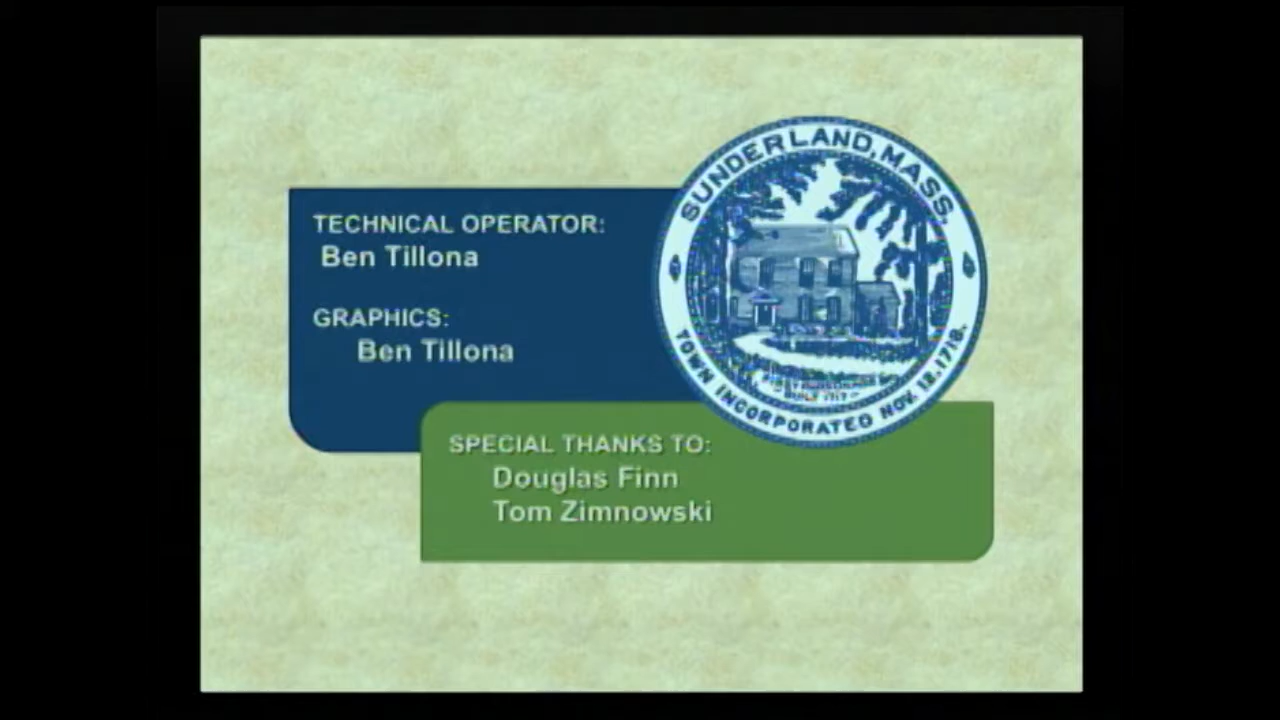 TECHNICAL OPERATOR:
Ben Tillona
GRAPHICS:
Ben Tillona
SUNDERLAND, MASS.
TOWN INCORPORATED NOV. 12. 1718.
SPECIAL THANKS TO:
Douglas Finn
Tom Zimnowski